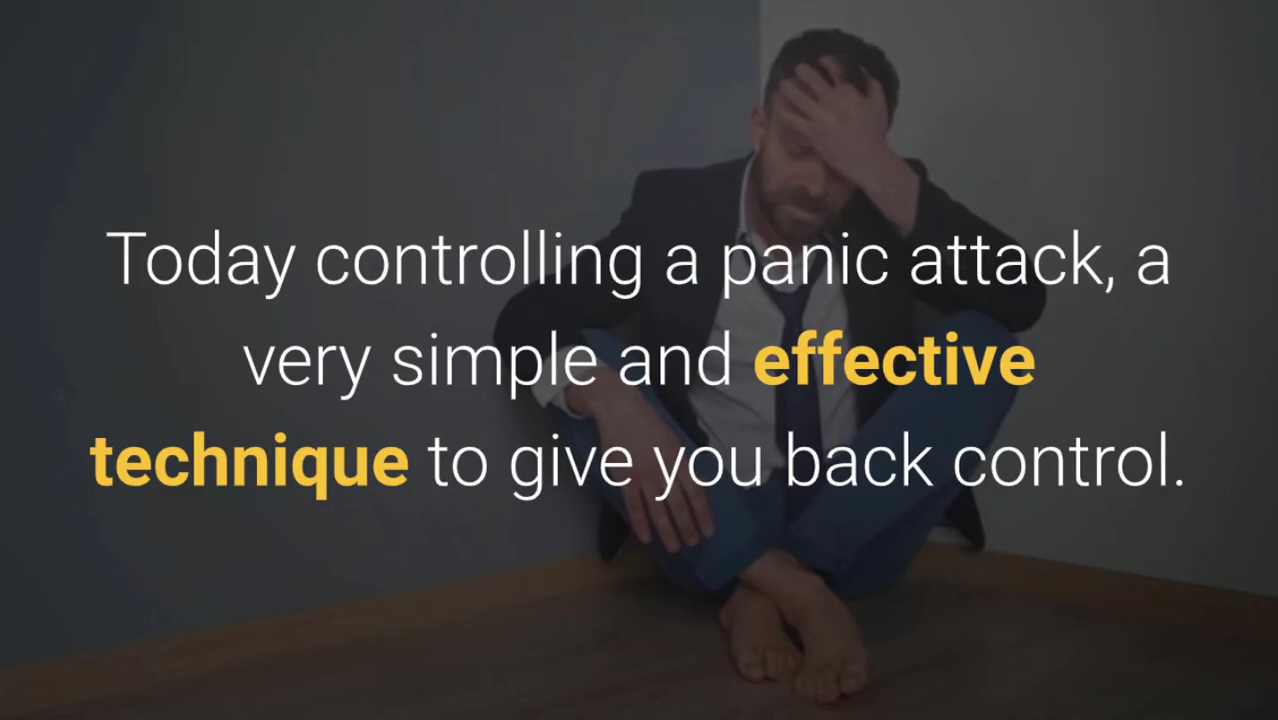 Today controlling a panic attack, a
very simple and effective
technique to give you back control.